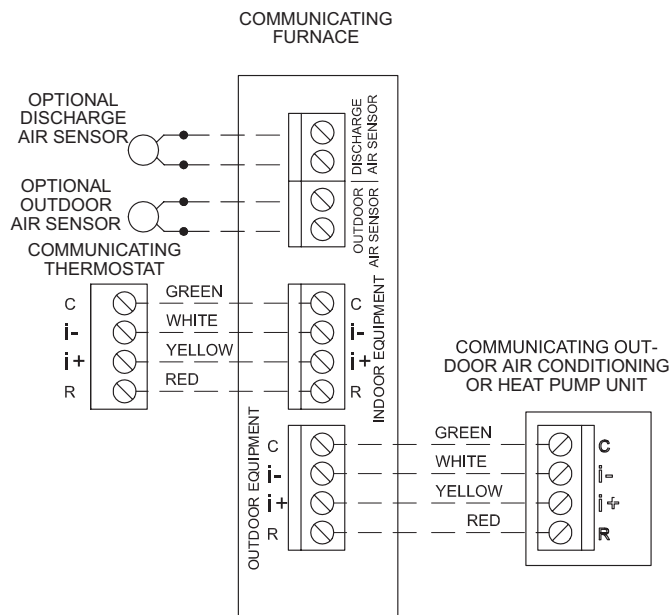 COMMUNICATING
FURNACE
OPTIONAL
DISCHARGE
AIR SENSOR
DISCHARGE
AIR SENSOR
OPTIONAL
OUTDOOR
AIR SENSOR
OUTDOOR
AIR SENSOR
COMMUNICATING
THERMOSTAT
C
GREEN
C
i-
WHITE
i-
i+
YELLOW
i+
R
RED
R
INDOOR EQUIPMENT
COMMUNICATING OUT-
DOOR AIR CONDITIONING
OR HEAT PUMP UNIT
OUTDOOR EQUIPMENT
C
GREEN
C
i-
WHITE
i-
i+
YELLOW
i+
R
RED
R